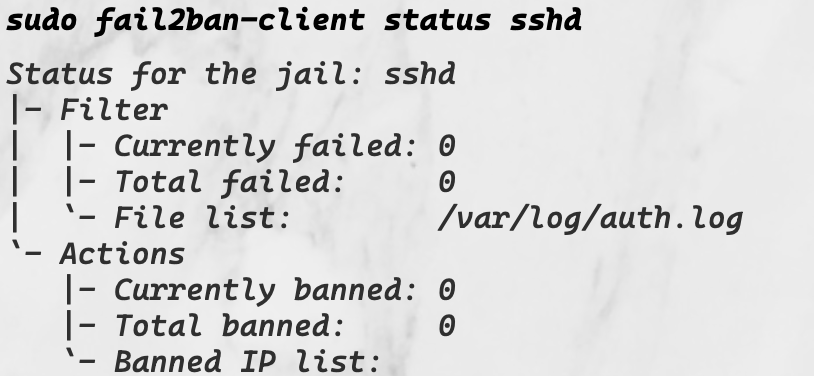 sudo fail2ban-client status sshd
Status for the jail: sshd
|- Filter
|  |- Currently failed: 0
|  |- Total failed:     0
|  `- File list:        /var/log/auth.log
`- Actions
   |- Currently banned: 0
   |- Total banned:     0
   `- Banned IP list: